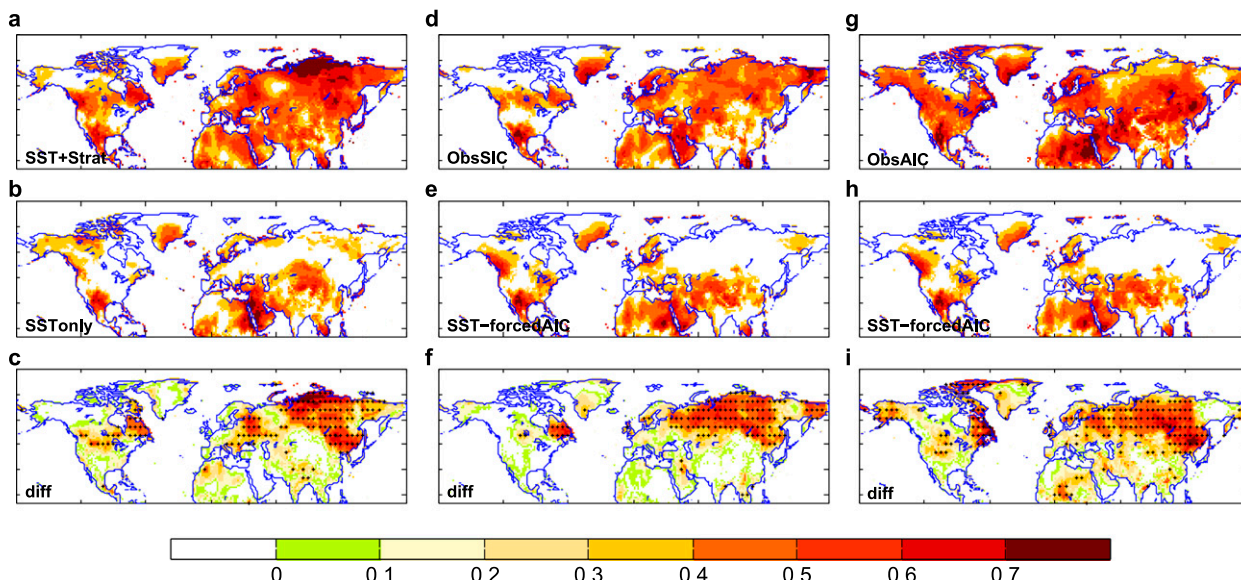 a d g
SST+Strat ObsSIC ObsAIC
b e h
SSTonly SST−forcedAIC SST−forcedAIC
c f i
diff diff diff
0 0.1 0.2 0.3 0.4 0.5 0.6 0.7